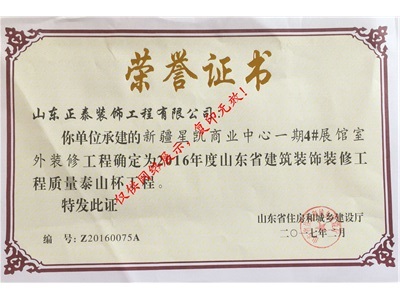 荣誉证书
山东正泰装饰工程有限公司
你单位承建的新疆星凯商业中心一期4#展馆室
外装修工程确定为2016年度山东省建筑装饰装修工
程质量泰山杯工程。
特发此证
仅供网络展示，复印无效！
山东省住房和城乡建设厅
二〇一七年二月
编 号：Z20160075A